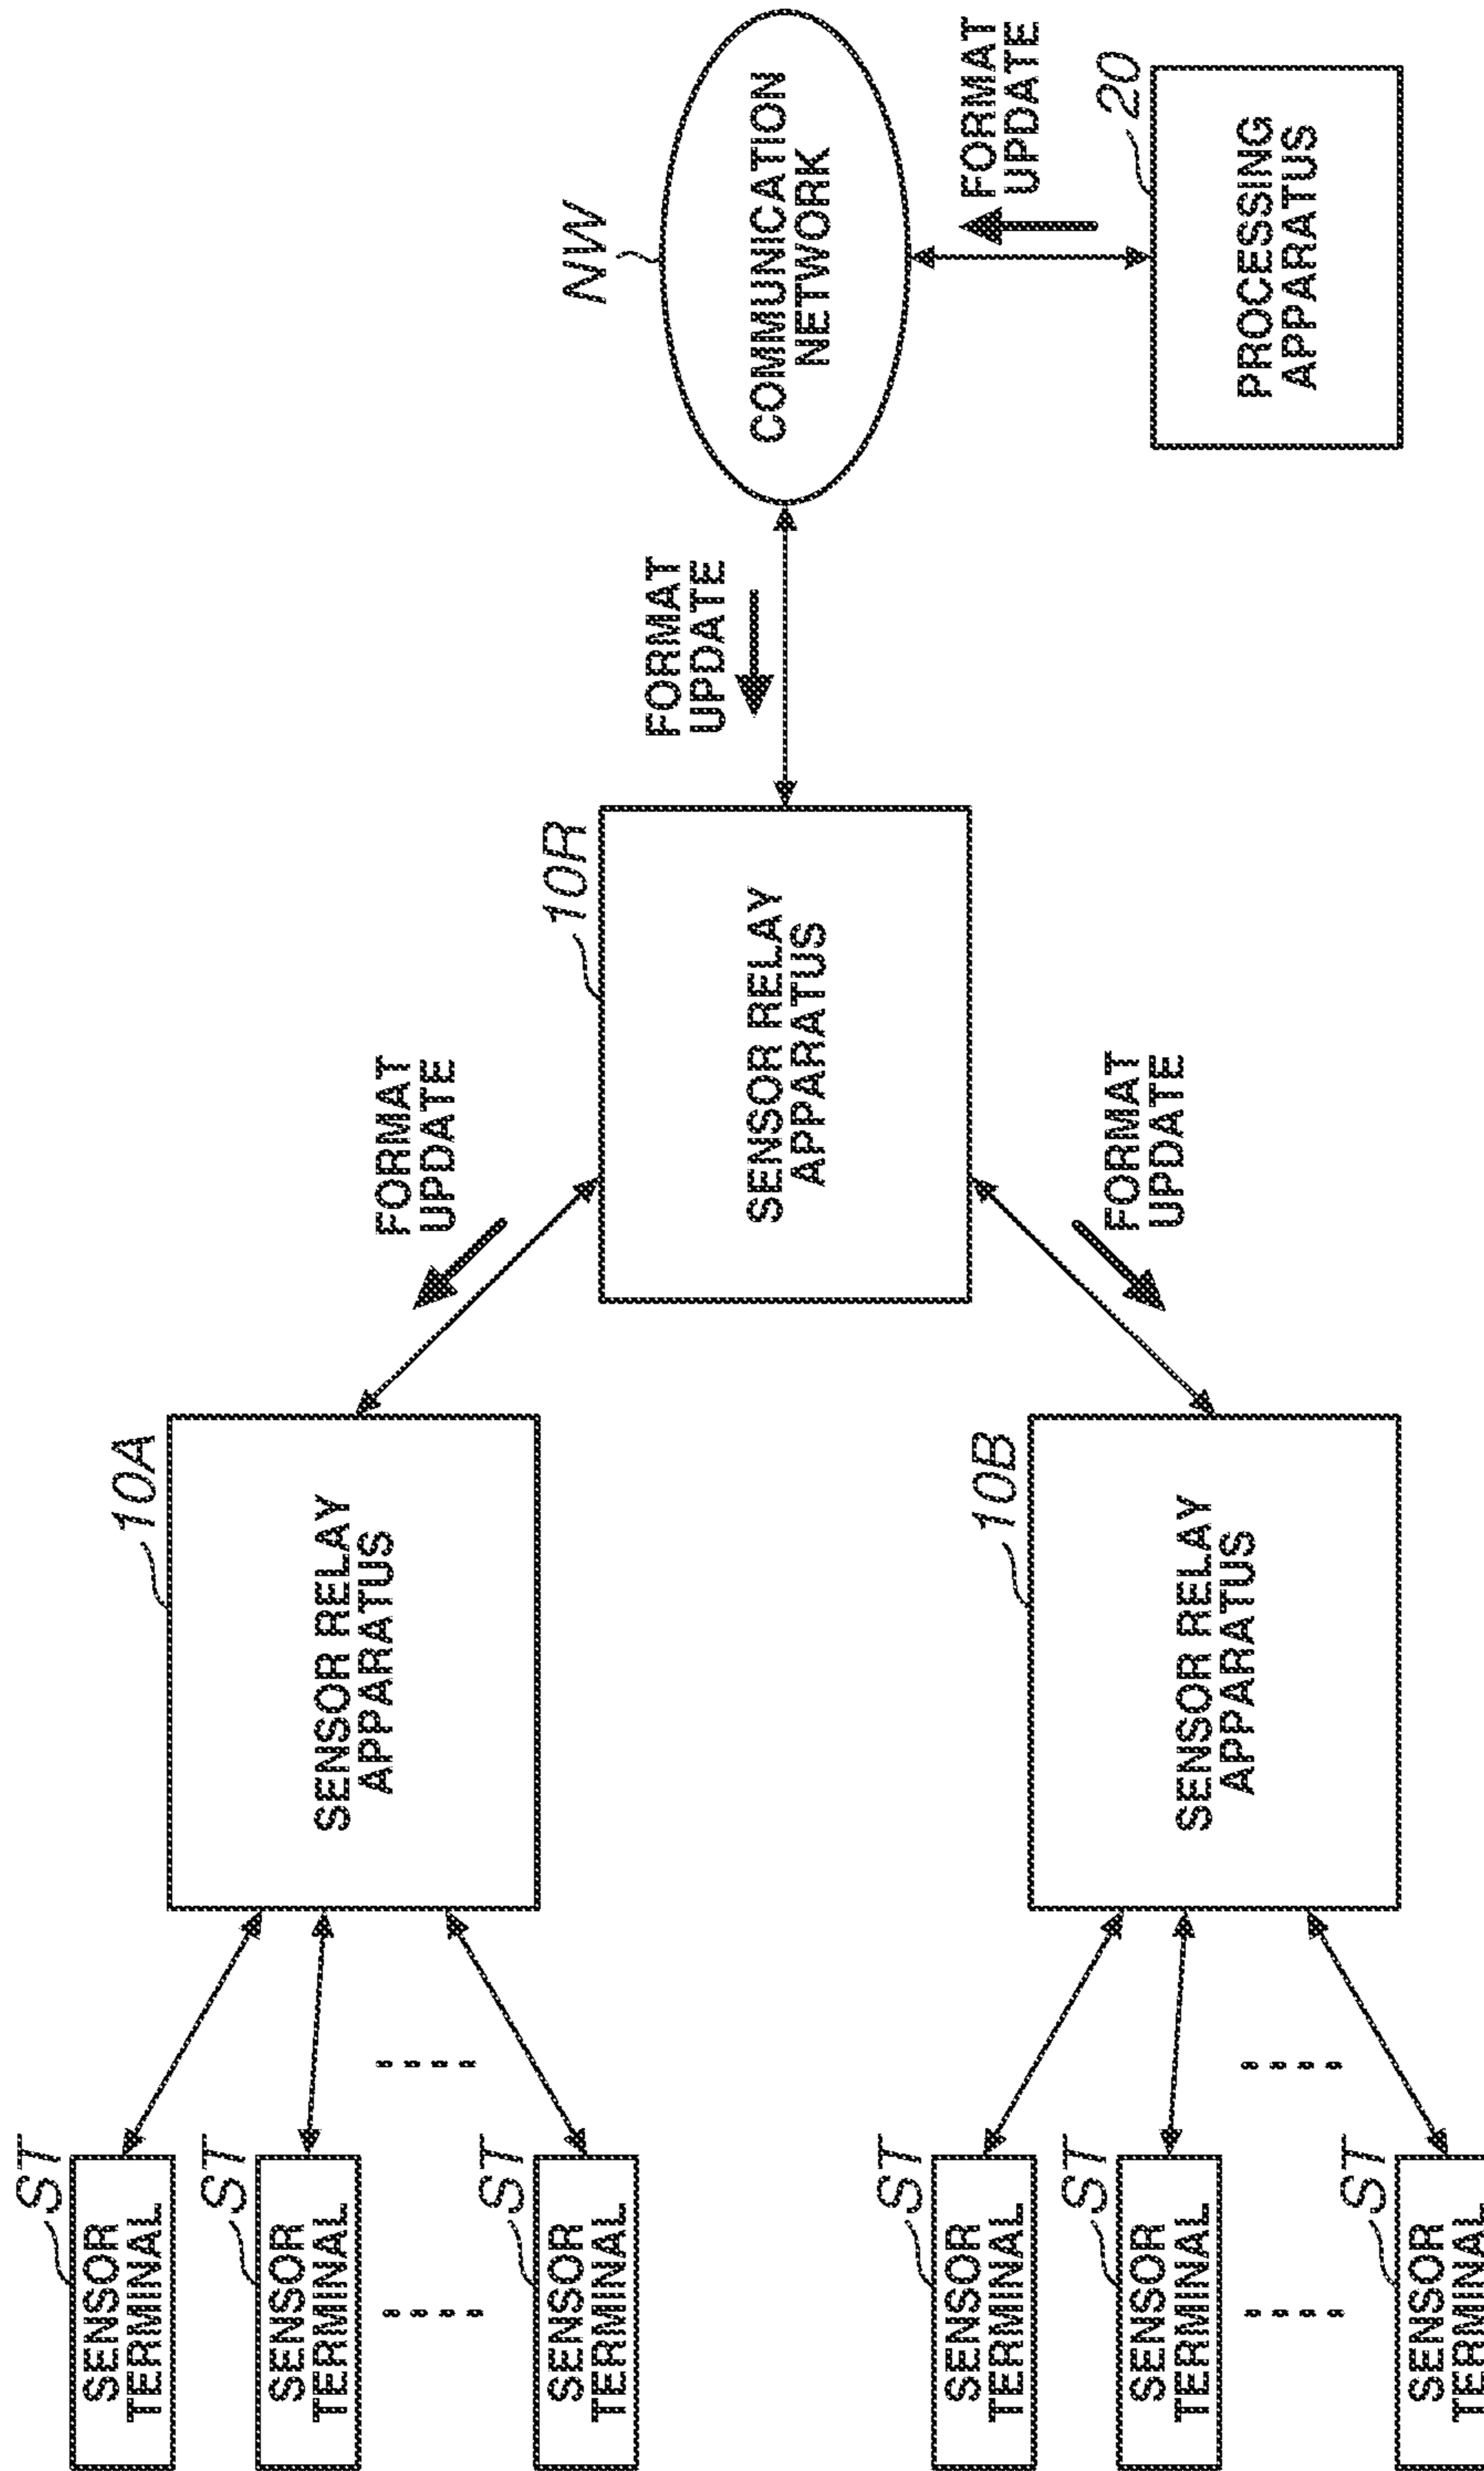 ST
SENSOR
TERMINAL
ST
SENSOR
TERMINAL
ST
SENSOR
TERMINAL
10A
SENSOR RELAY
APPARATUS
FORMAT
UPDATE
ST
SENSOR
TERMINAL
ST
SENSOR
TERMINAL
ST
SENSOR
TERMINAL
10B
SENSOR RELAY
APPARATUS
FORMAT
UPDATE
10R
SENSOR RELAY
APPARATUS
FORMAT
UPDATE
NW
COMMUNICATION
NETWORK
FORMAT
UPDATE
20
PROCESSING
APPARATUS